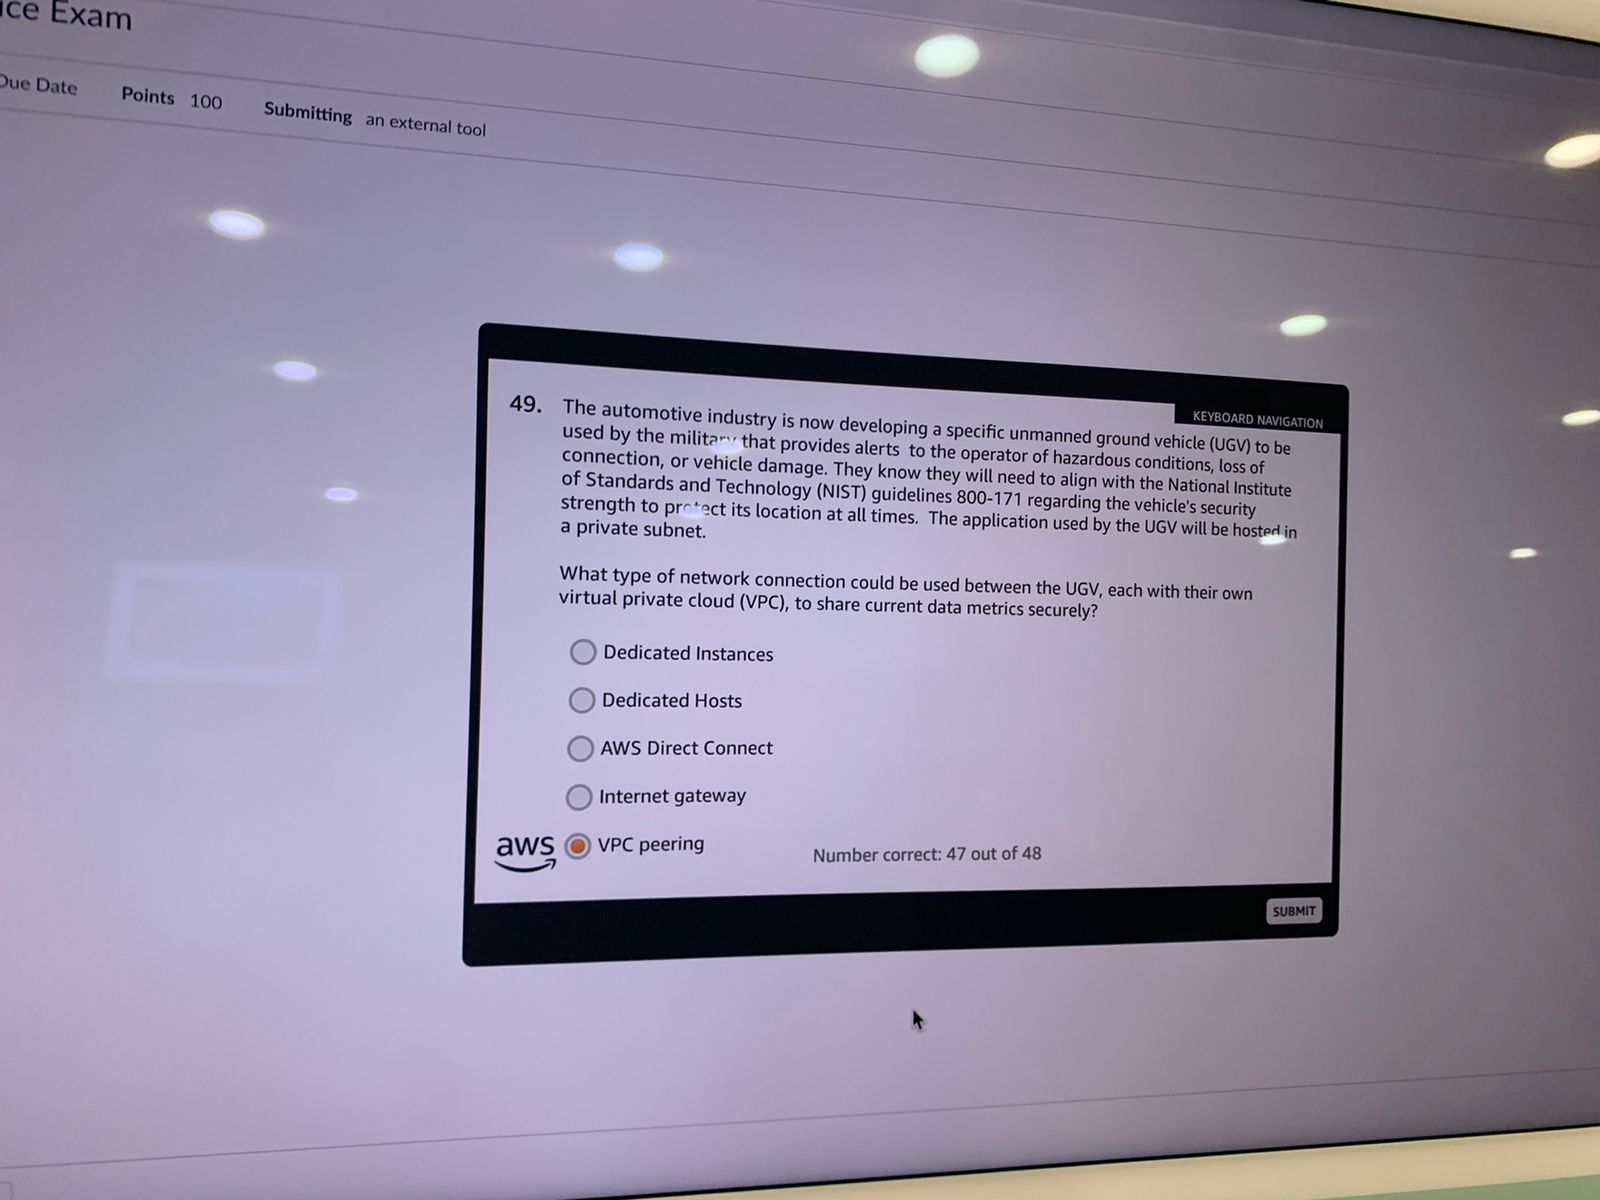 ice Exam
Due Date Points 100 Submitting an external tool
KEYBOARD NAVIGATION
49. The automotive industry is now developing a specific unmanned ground vehicle (UGV) to be
used by the military that provides alerts to the operator of hazardous conditions, loss of
connection, or vehicle damage. They know they will need to align with the National Institute
of Standards and Technology (NIST) guidelines 800-171 regarding the vehicle's security
strength to protect its location at all times. The application used by the UGV will be hosted in
a private subnet.
What type of network connection could be used between the UGV, each with their own
virtual private cloud (VPC), to share current data metrics securely?
Dedicated Instances
Dedicated Hosts
AWS Direct Connect
Internet gateway
VPC peering
aws
Number correct: 47 out of 48
SUBMIT